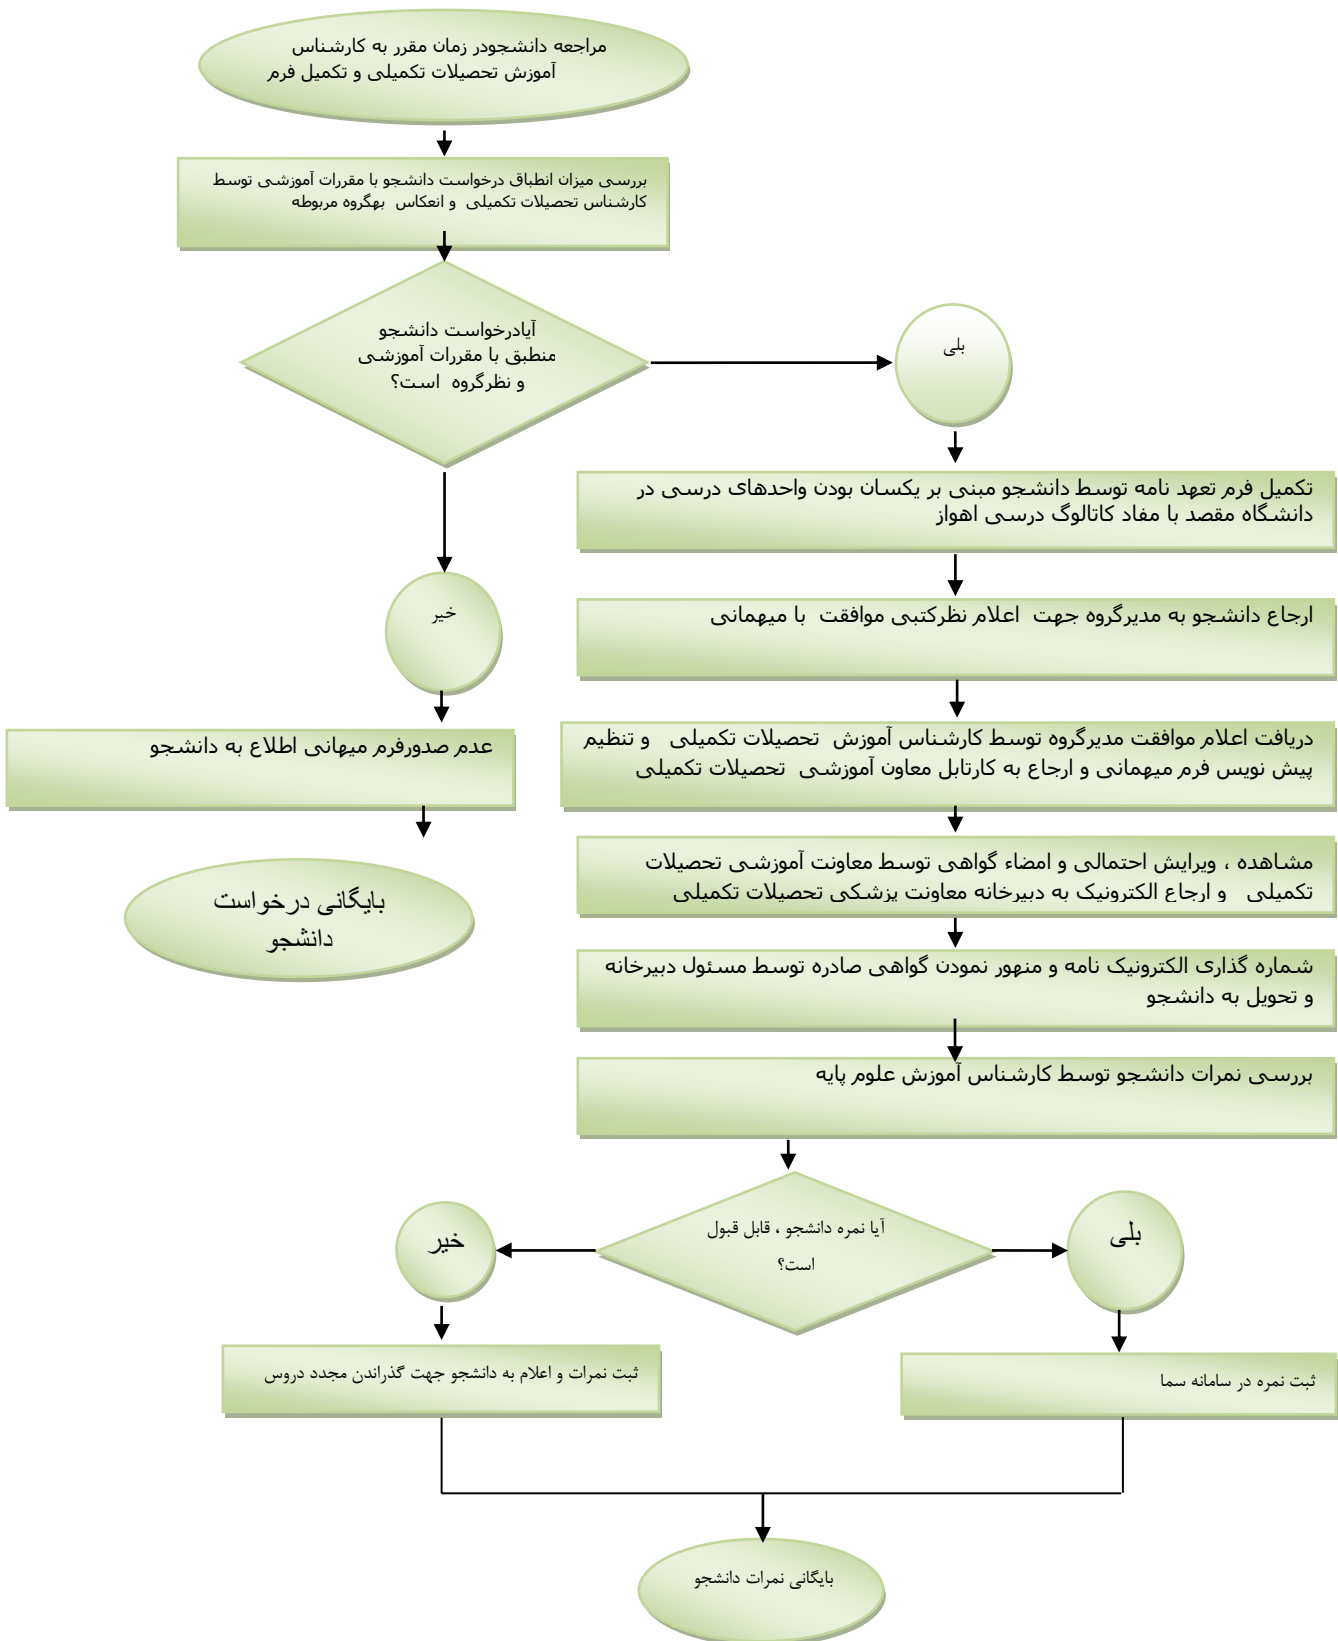 مراجعه دانشجودر زمان مقرر به کارشناس
آموزش تحصیلات تکمیلی و تکمیل فرم
بررسی میزان انطباق درخواست دانشجو با مقررات آموزشی توسط
کارشناس تحصیلات تکمیلی و انعکاس بهگروه مربوطه
آیادرخواست دانشجو
منطبق با مقررات آموزشی
و نظرگروه است؟
بلی
تکمیل فرم تعهد نامه توسط دانشجو مبنی بر یکسان بودن واحدهای درسی در
دانشگاه مقصد با مفاد کاتالوگ درسی اهواز
ارجاع دانشجو به مدیرگروه جهت اعلام نظرکتبی موافقت با میهمانی
خیر
عدم صدورفرم میهانی اطلاع به دانشجو
بایگانی درخواست
دانشجو
دریافت اعلام موافقت مدیرگروه توسط کارشناس آموزش تحصیلات تکمیلی و تنظیم
پیش نویس فرم میهمانی و ارجاع به کارتابل معاون آموزشی تحصیلات تکمیلی
مشاهده ، ویرایش احتمالی و امضاء گواهی توسط معاونت آموزشی تحصیلات
تکمیلی و ارجاع الکترونیک به دبیرخانه معاونت پزشکی تحصیلات تکمیلی
شماره گذاری الکترونیک نامه و منهور نمودن گواهی صادره توسط مسئول دبیرخانه
و تحویل به دانشجو
بررسی نمرات دانشجو توسط کارشناس آموزش علوم پایه
آیا نمره دانشجو ، قابل قبول
است؟
بلی
خیر
ثبت نمره در سامانه سما
ثبت نمرات و اعلام به دانشجو جهت گذراندن مجدد دروس
بایگانی نمرات دانشجو